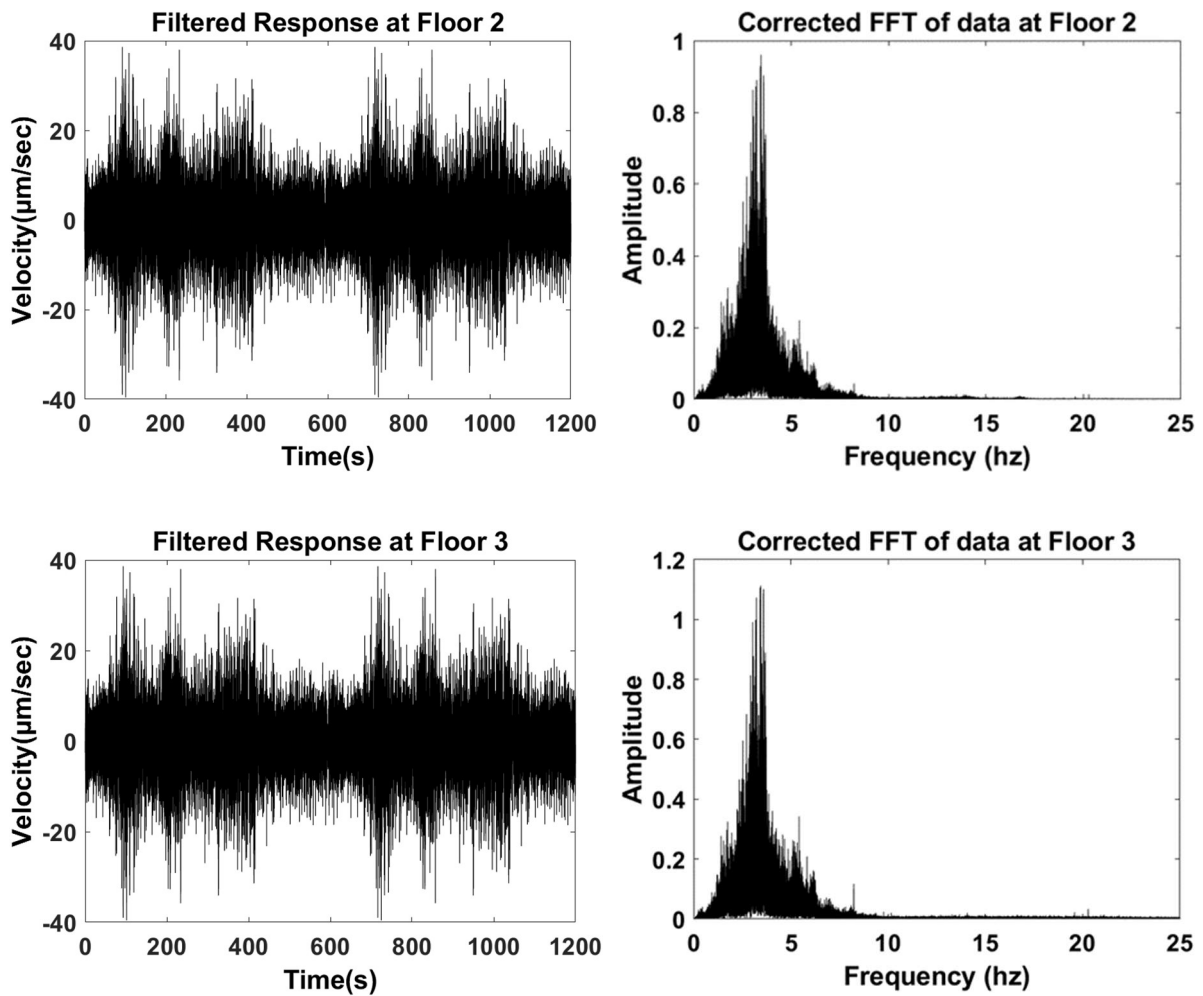 Filtered Response at Floor 2
Velocity(μm/sec)
40
20
0
-20
-40
0 200 400 600 800 1000 1200
Time(s)
Corrected FFT of data at Floor 2
Amplitude
1
0.8
0.6
0.4
0.2
0
0 5 10 15 20 25
Frequency (hz)
Filtered Response at Floor 3
Velocity(μm/sec)
40
20
0
-20
-40
0 200 400 600 800 1000 1200
Time(s)
Corrected FFT of data at Floor 3
Amplitude
1.2
1
0.8
0.6
0.4
0.2
0
0 5 10 15 20 25
Frequency (hz)